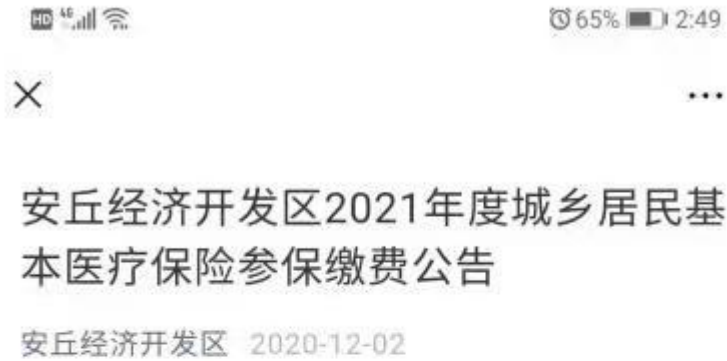 HD 4G 65% 2:49
安丘经济开发区2021年度城乡居民基
本医疗保险参保缴费公告
安丘经济开发区 2020-12-02